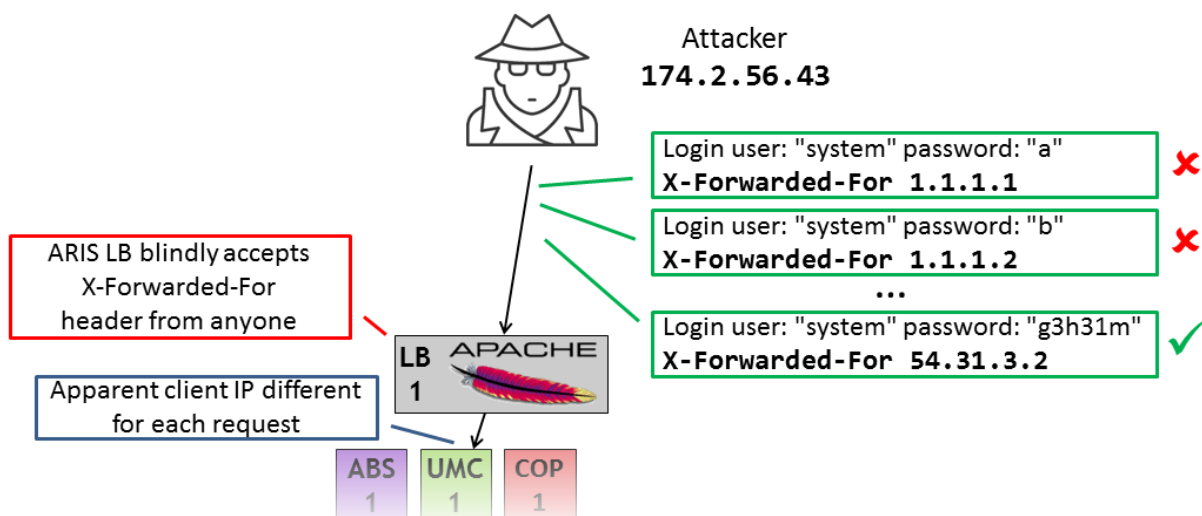 Attacker
174.2.56.43
Login user: "system" password: "a"
X-Forwarded-For 1.1.1.1
Login user: "system" password: "b"
X-Forwarded-For 1.1.1.2
...
Login user: "system" password: "g3h31m"
X-Forwarded-For 54.31.3.2
ARIS LB blindly accepts
X-Forwarded-For
header from anyone
LB
1
APACHE
Apparent client IP different
for each request
ABS
1
UMC
1
COP
1